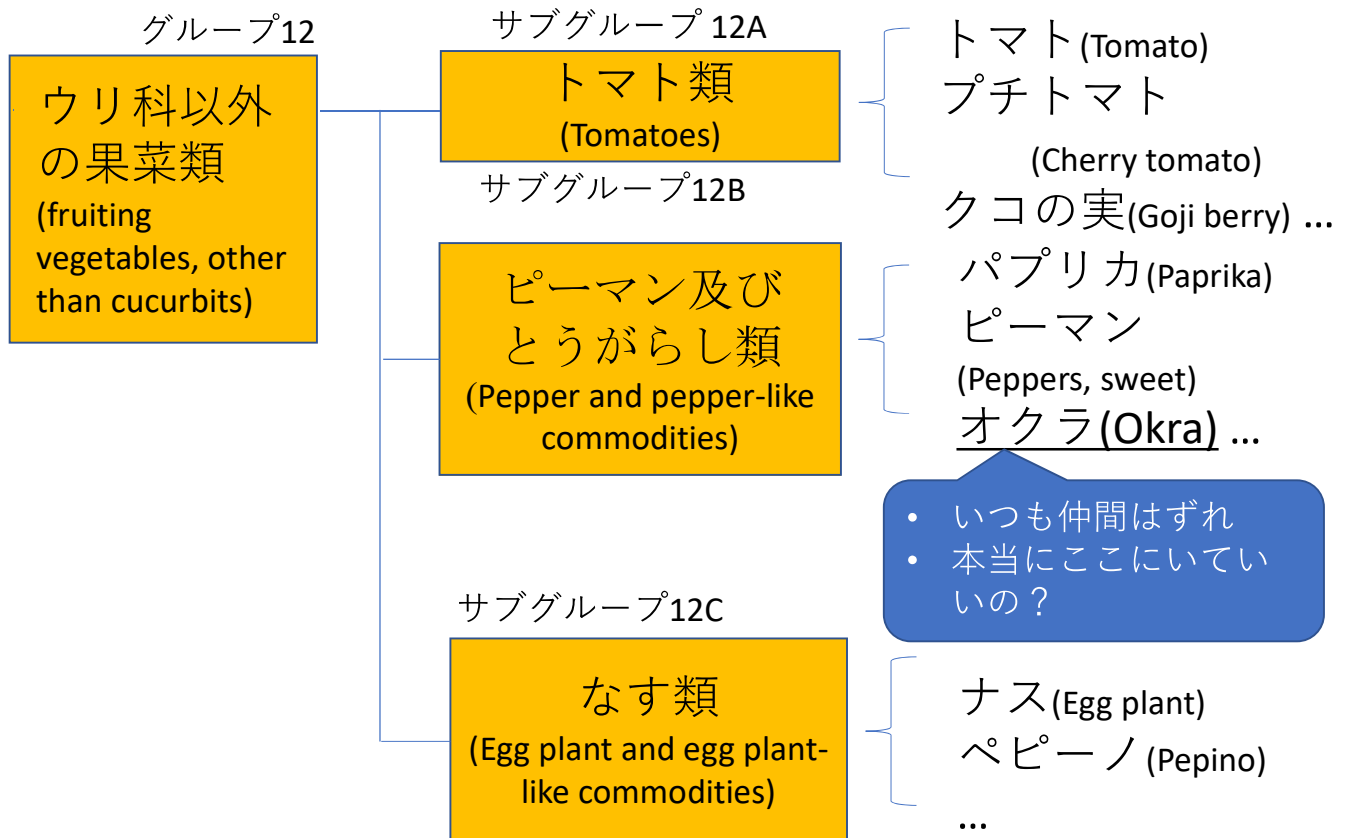 グループ12
ウリ科以外
の果菜類
(fruiting
vegetables, other
than cucurbits)
サブグループ 12A
トマト類
(Tomatoes)
トマト(Tomato)
プチトマト
(Cherry tomato)
クコの実(Goji berry) ...
サブグループ12B
ピーマン及び
とうがらし類
(Pepper and pepper-like
commodities)
パプリカ(Paprika)
ピーマン
(Peppers, sweet)
オクラ(Okra) ...
• いつも仲間はずれ
• 本当にここにいてい
いの？
サブグループ12C
なす類
(Egg plant and egg plant-
like commodities)
ナス(Egg plant)
ペピーノ(Pepino)
...